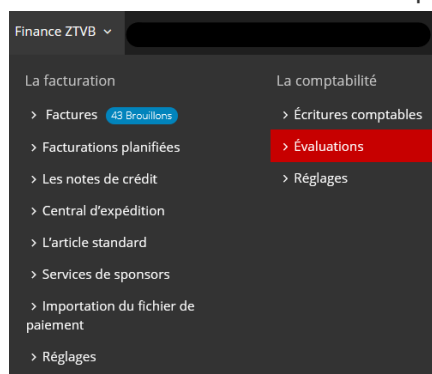 Finance ZTVB
La facturation
> Factures 43 Brouillons
> Facturations planifiées
> Les notes de crédit
> Central d'expédition
> L'article standard
> Services de sponsors
> Importation du fichier de
paiement
> Réglages
La comptabilité
> Écritures comptables
> Évaluations
> Réglages